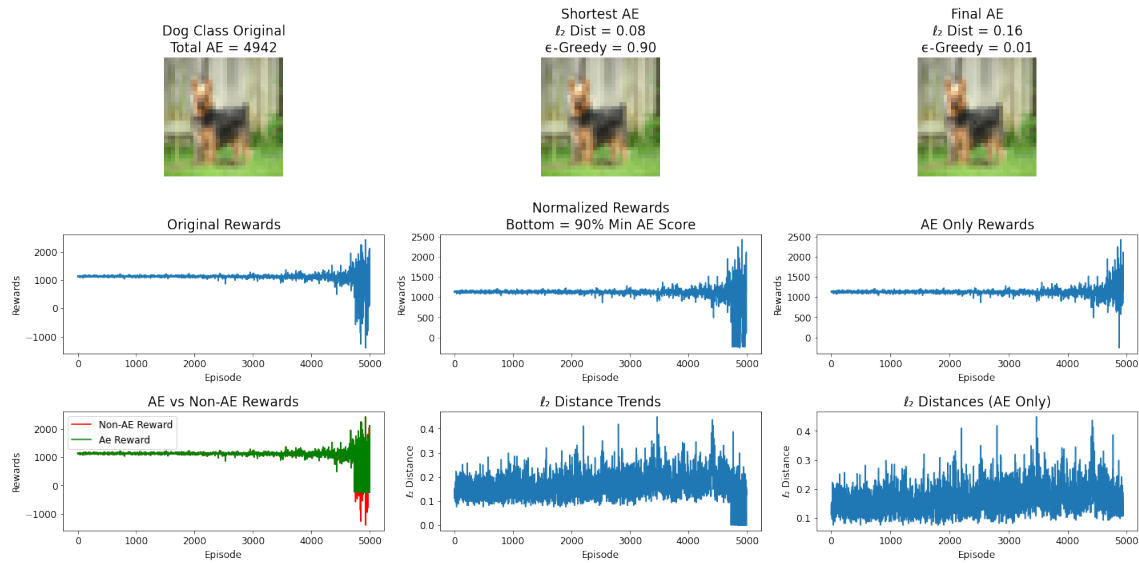 Dog Class Original
Total AE = 4942
Shortest AE
ℓ₂ Dist = 0.08
ϵ-Greedy = 0.90
Final AE
ℓ₂ Dist = 0.16
ϵ-Greedy = 0.01
Original Rewards
Rewards
2000
1000
0
−1000
0 1000 2000 3000 4000 5000
Episode
Normalized Rewards
Bottom = 90% Min AE Score
Rewards
2500
2000
1500
1000
500
0
0 1000 2000 3000 4000 5000
Episode
AE Only Rewards
Rewards
2500
2000
1500
1000
500
0
0 1000 2000 3000 4000 5000
Episode
AE vs Non-AE Rewards
Non-AE Reward
Ae Reward
Rewards
2000
1000
0
−1000
0 1000 2000 3000 4000 5000
Episode
ℓ₂ Distance Trends
ℓ₂ Distance
0.4
0.3
0.2
0.1
0.0
0 1000 2000 3000 4000 5000
Episode
ℓ₂ Distances (AE Only)
ℓ₂ Distance
0.4
0.3
0.2
0.1
0 1000 2000 3000 4000 5000
Episode